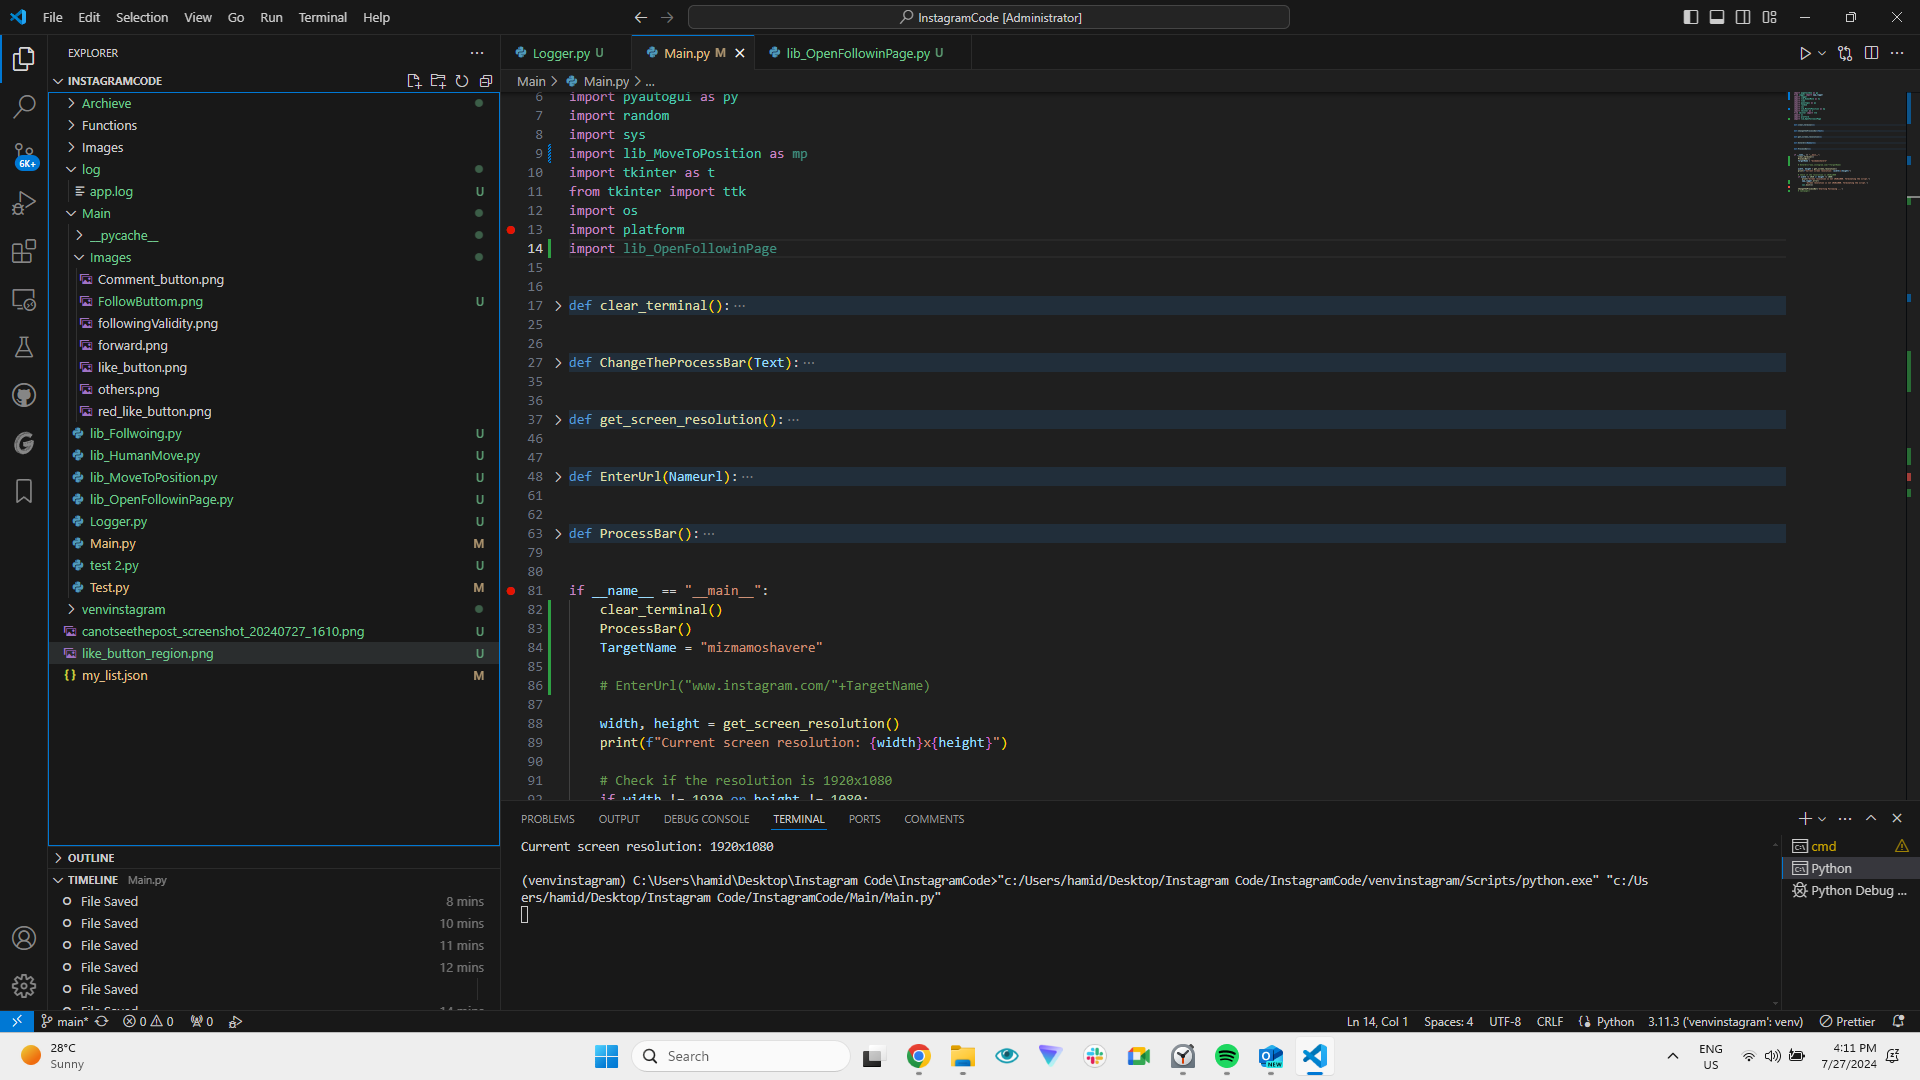 File Edit Selection View Go Run Terminal Help
InstagramCode [Administrator]
EXPLORER
INSTAGRAMCODE
Archieve
Functions
Images
log
app.log U
Main
__pycache__
Images
Comment_button.png
FollowButtom.png U
followingValidity.png
forward.png
like_button.png
others.png
red_like_button.png
lib_Follwoing.py U
lib_HumanMove.py U
lib_MoveToPosition.py U
lib_OpenFollowinPage.py U
Logger.py U
Main.py M
test 2.py U
Test.py M
venvinstagram
canotseethepost_screenshot_20240727_1610.png U
like_button_region.png U
{} my_list.json M
6K+
OUTLINE
TIMELINE Main.py
File Saved 8 mins
File Saved 10 mins
File Saved 11 mins
File Saved 12 mins
File Saved
File Saved 14 mins
Logger.py U
Main.py M
lib_OpenFollowinPage.py U
Main > Main.py > ...
6 import pyautogui as py
7 import random
8 import sys
9 import lib_MoveToPosition as mp
10 import tkinter as t
11 from tkinter import ttk
12 import os
13 import platform
14 import lib_OpenFollowinPage
15
16
17 def clear_terminal(): ···
25
26
27 def ChangeTheProcessBar(Text): ···
35
36
37 def get_screen_resolution(): ···
46
47
48 def EnterUrl(Nameurl): ···
61
62
63 def ProcessBar(): ···
79
80
81 if __name__ == "__main__":
82 clear_terminal()
83 ProcessBar()
84 TargetName = "mizmamoshavere"
85
86 # EnterUrl("www.instagram.com/"+TargetName)
87
88 width, height = get_screen_resolution()
89 print(f"Current screen resolution: {width}x{height}")
90
91 # Check if the resolution is 1920x1080
92 if width != 1920 or height != 1080:
PROBLEMS OUTPUT DEBUG CONSOLE TERMINAL PORTS COMMENTS
Current screen resolution: 1920x1080
(venvinstagram) C:\Users\hamid\Desktop\Instagram Code\InstagramCode>"c:/Users/hamid/Desktop/Instagram Code/InstagramCode/venvinstagram/Scripts/python.exe" "c:/Us
ers/hamid/Desktop/Instagram Code/InstagramCode/Main/Main.py"
cmd
Python
Python Debug ...
main* 0 0 0
Ln 14, Col 1 Spaces: 4 UTF-8 CRLF {} Python 3.11.3 ('venvinstagram': venv) Prettier
28°C
Sunny
Search
NEW
ENG
US
4:11 PM
7/27/2024